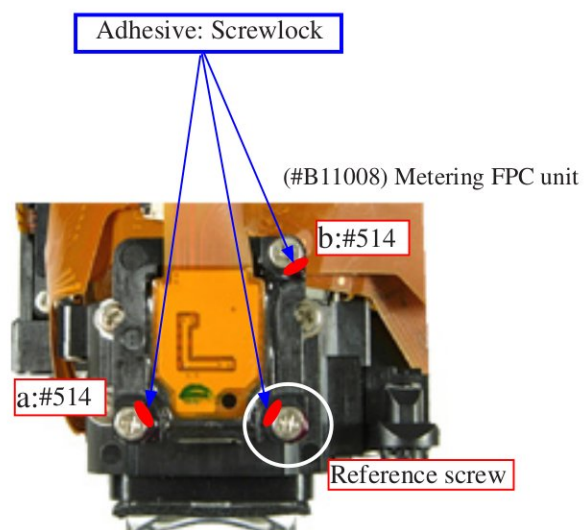 Adhesive: Screwlock
(#B11008) Metering FPC unit
b:#514
a:#514
Reference screw